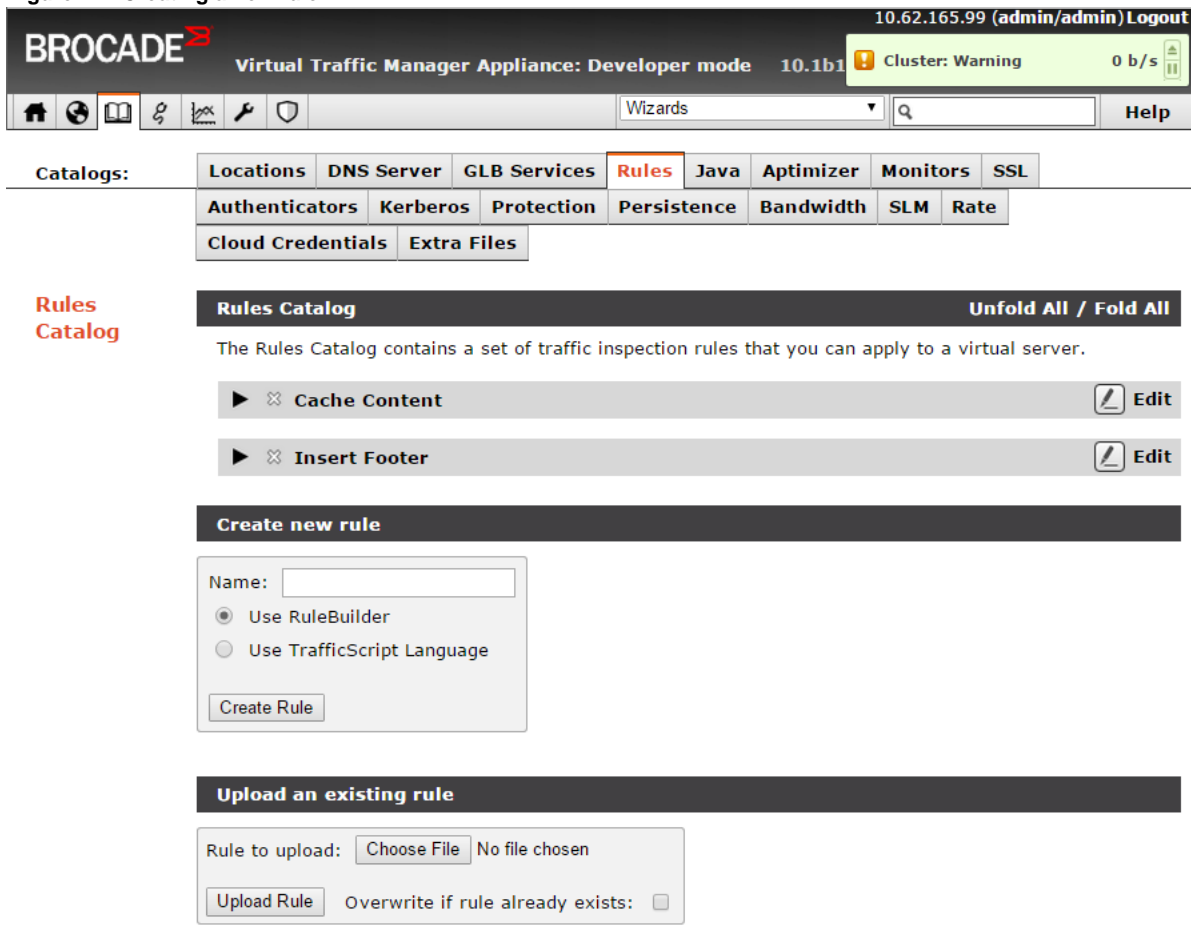 10.62.165.99 (admin/admin) Logout
BROCADE
Virtual Traffic Manager Appliance: Developer mode 10.1b1
Cluster: Warning 0 b/s
Wizards
Help
Catalogs:
Locations DNS Server GLB Services Rules Java Aptimizer Monitors SSL
Authenticators Kerberos Protection Persistence Bandwidth SLM Rate
Cloud Credentials Extra Files
Rules
Catalog
Rules Catalog Unfold All / Fold All
The Rules Catalog contains a set of traffic inspection rules that you can apply to a virtual server.
Cache Content Edit
Insert Footer Edit
Create new rule
Name:
Use RuleBuilder
Use TrafficScript Language
Create Rule
Upload an existing rule
Rule to upload: Choose File No file chosen
Upload Rule Overwrite if rule already exists: